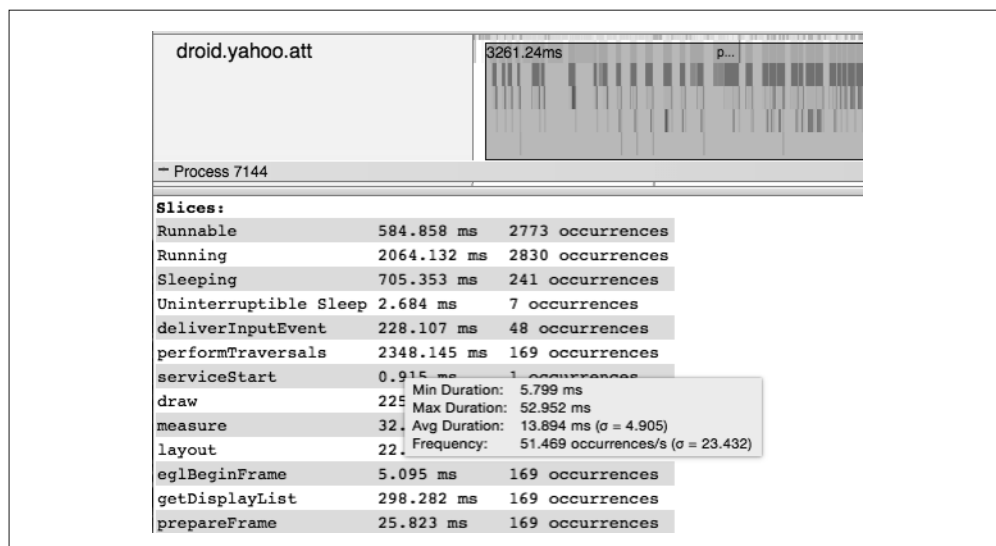 droid.yahoo.att
3261.24ms p...
− Process 7144
Slices:
Runnable 584.858 ms 2773 occurrences
Running 2064.132 ms 2830 occurrences
Sleeping 705.353 ms 241 occurrences
Uninterruptible Sleep 2.684 ms 7 occurrences
deliverInputEvent 228.107 ms 48 occurrences
performTraversals 2348.145 ms 169 occurrences
serviceStart 0.915 ms 1 occurrences
draw 225
measure 32.
layout 22.
Min Duration: 5.799 ms
Max Duration: 52.952 ms
Avg Duration: 13.894 ms (σ = 4.905)
Frequency: 51.469 occurrences/s (σ = 23.432)
eglBeginFrame 5.095 ms 169 occurrences
getDisplayList 298.282 ms 169 occurrences
prepareFrame 25.823 ms 169 occurrences